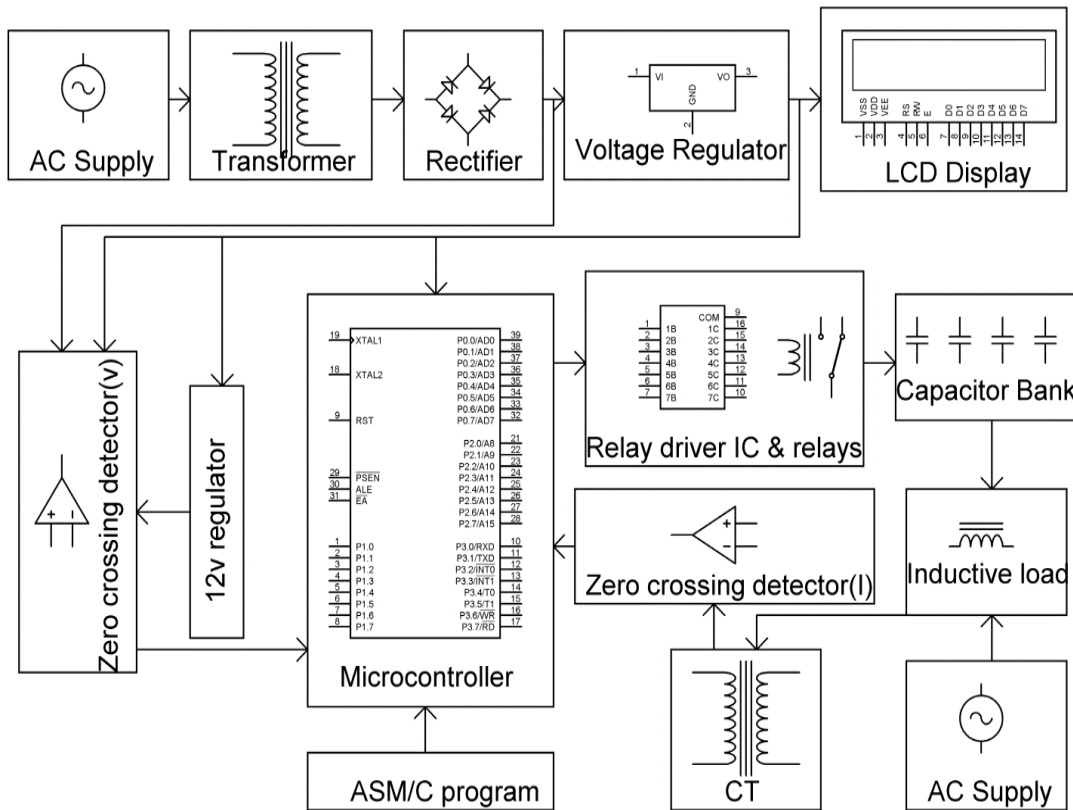 AC Supply
Transformer
Rectifier
1 VI VO 3
GND
2
Voltage Regulator
VSS VDD VEE RS RW E D0 D1 D2 D3 D4 D5 D6 D7
1 2 3 4 5 6 7 8 9 10 11 12 13 14
LCD Display
Zero crossing detector(v)
12v regulator
19 XTAL1 P0.0/AD0 39
P0.1/AD1 38
P0.2/AD2 37
18 XTAL2 P0.3/AD3 36
P0.4/AD4 35
P0.5/AD5 34
P0.6/AD6 33
9 RST P0.7/AD7 32
P2.0/A8 21
P2.1/A9 22
P2.2/A10 23
29 PSEN P2.3/A11 24
30 ALE P2.4/A12 25
31 EA P2.5/A13 26
P2.6/A14 27
P2.7/A15 28
1 P1.0 P3.0/RXD 10
2 P1.1 P3.1/TXD 11
3 P1.2 P3.2/INT0 12
4 P1.3 P3.3/INT1 13
5 P1.4 P3.4/T0 14
6 P1.5 P3.5/T1 15
7 P1.6 P3.6/WR 16
8 P1.7 P3.7/RD 17
Microcontroller
COM 9
1 1B 1C 16
2 2B 2C 15
3 3B 3C 14
4 4B 4C 13
5 5B 5C 12
6 6B 6C 11
7 7B 7C 10
Relay driver IC & relays
Capacitor Bank
Zero crossing detector(I)
Inductive load
ASM/C program
CT
AC Supply